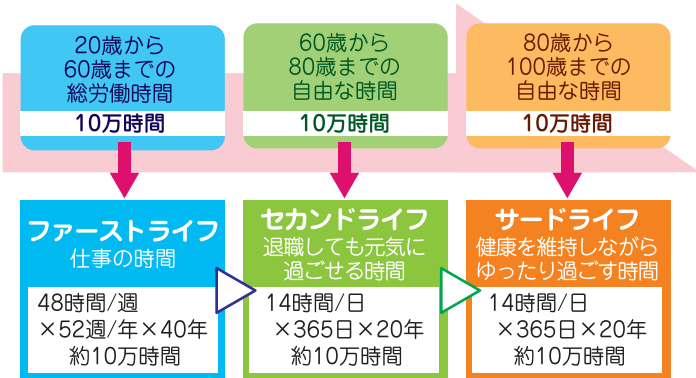 20歳から
60歳までの
総労働時間
10万時間
60歳から
80歳までの
自由な時間
10万時間
80歳から
100歳までの
自由な時間
10万時間
ファーストライフ
仕事の時間
48時間/週
×52週/年×40年
約10万時間
セカンドライフ
退職しても元気に
過ごせる時間
14時間/日
×365日×20年
約10万時間
サードライフ
健康を維持しながら
ゆったり過ごす時間
14時間/日
×365日×20年
約10万時間